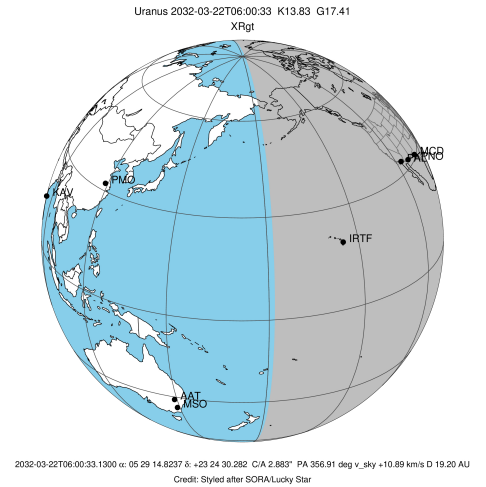 Uranus 2032-03-22T06:00:33 K13.83 G17.41
XRgt
MCD
PMO
KAV
IRTF
AAT
MSO
2032-03-22T06:00:33.1300 α: 05 29 14.8237 δ: +23 24 30.282 C/A 2.883" PA 356.91 deg v_sky +10.89 km/s D 19.20 AU
Credit: Styled after SORA/Lucky Star